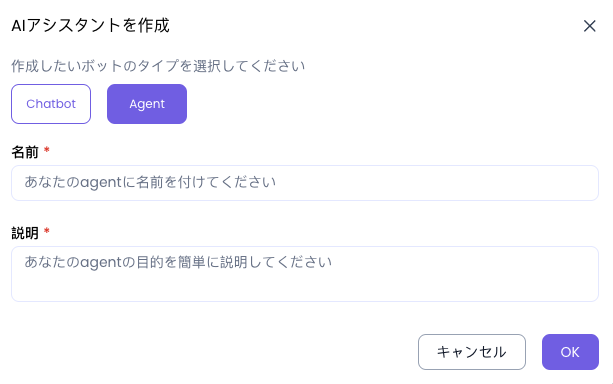 AIアシスタントを作成
作成したいボットのタイプを選択してください
Chatbot Agent
名前 *
あなたのagentに名前を付けてください
説明 *
あなたのagentの目的を簡単に説明してください
キャンセル OK